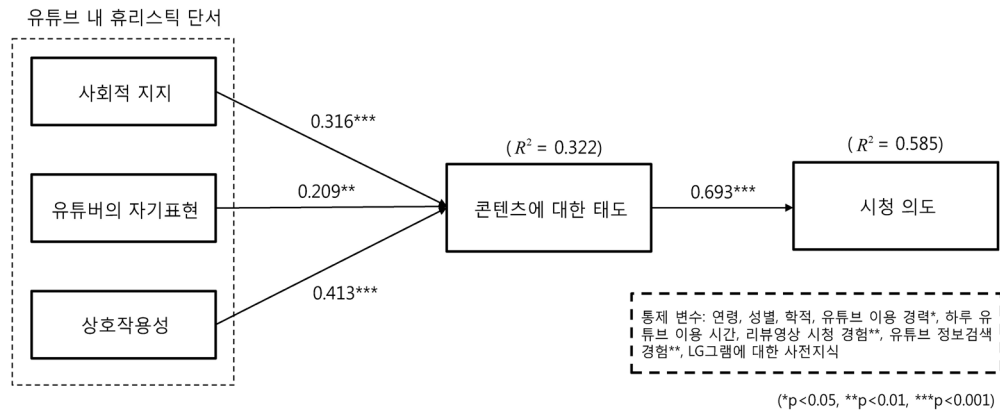 유튜브 내 휴리스틱 단서
사회적 지지
유튜버의 자기표현
상호작용성
0.316***
0.209**
0.413***
(R² = 0.322)
콘텐츠에 대한 태도
0.693***
(R² = 0.585)
시청 의도
통제 변수: 연령, 성별, 학적, 유튜브 이용 경력*, 하루 유
튜브 이용 시간, 리뷰영상 시청 경험**, 유튜브 정보검색
경험**, LG그램에 대한 사전지식
(*p<0.05, **p<0.01, ***p<0.001)